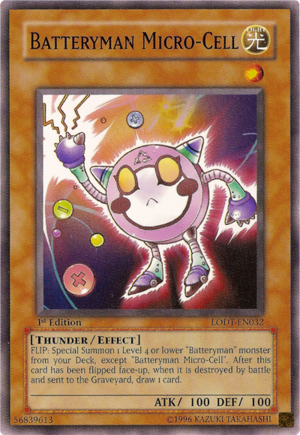 BATTERYMAN MICRO-CELL
LIGHT
光
1st Edition
LODT-EN032
[THUNDER / EFFECT]
FLIP: Special Summon 1 Level 4 or lower "Batteryman" monster
from your Deck, except "Batteryman Micro-Cell". After this
card has been flipped face-up, when it is destroyed by battle
and sent to the Graveyard, draw 1 card.
ATK/ 100 DEF/ 100
56839613
©1996 KAZUKI TAKAHASHI